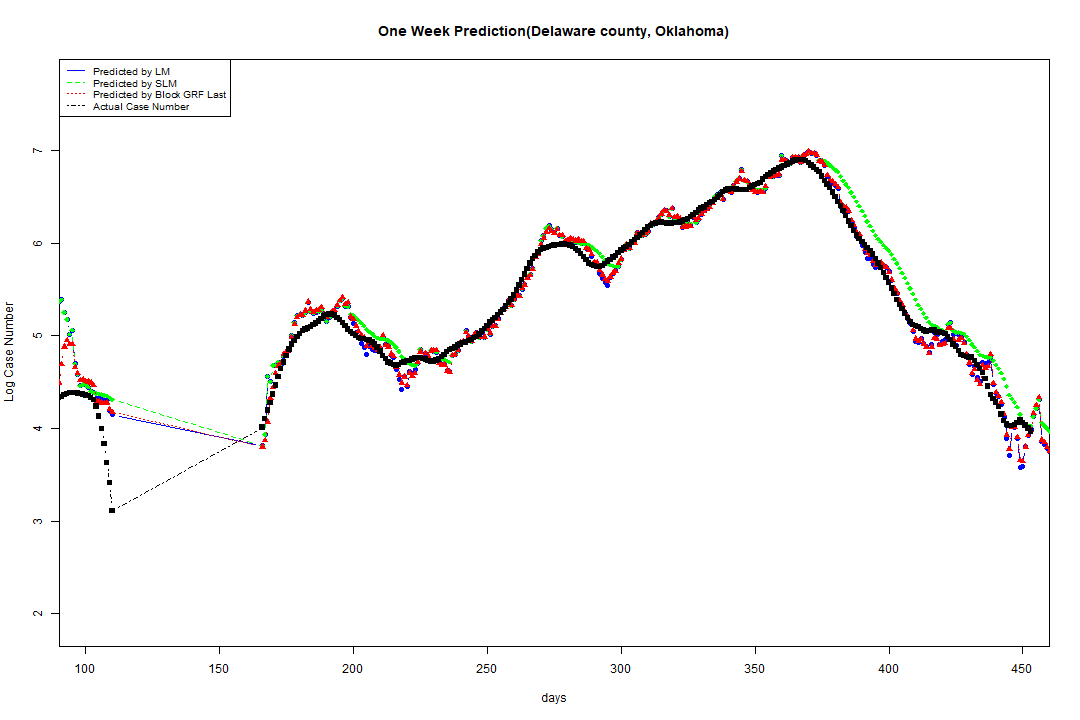 One Week Prediction(Delaware county, Oklahoma)
Predicted by LM
Predicted by SLM
Predicted by Block GRF Last
Actual Case Number
Log Case Number
7
6
5
4
3
2
100 150 200 250 300 350 400 450
days